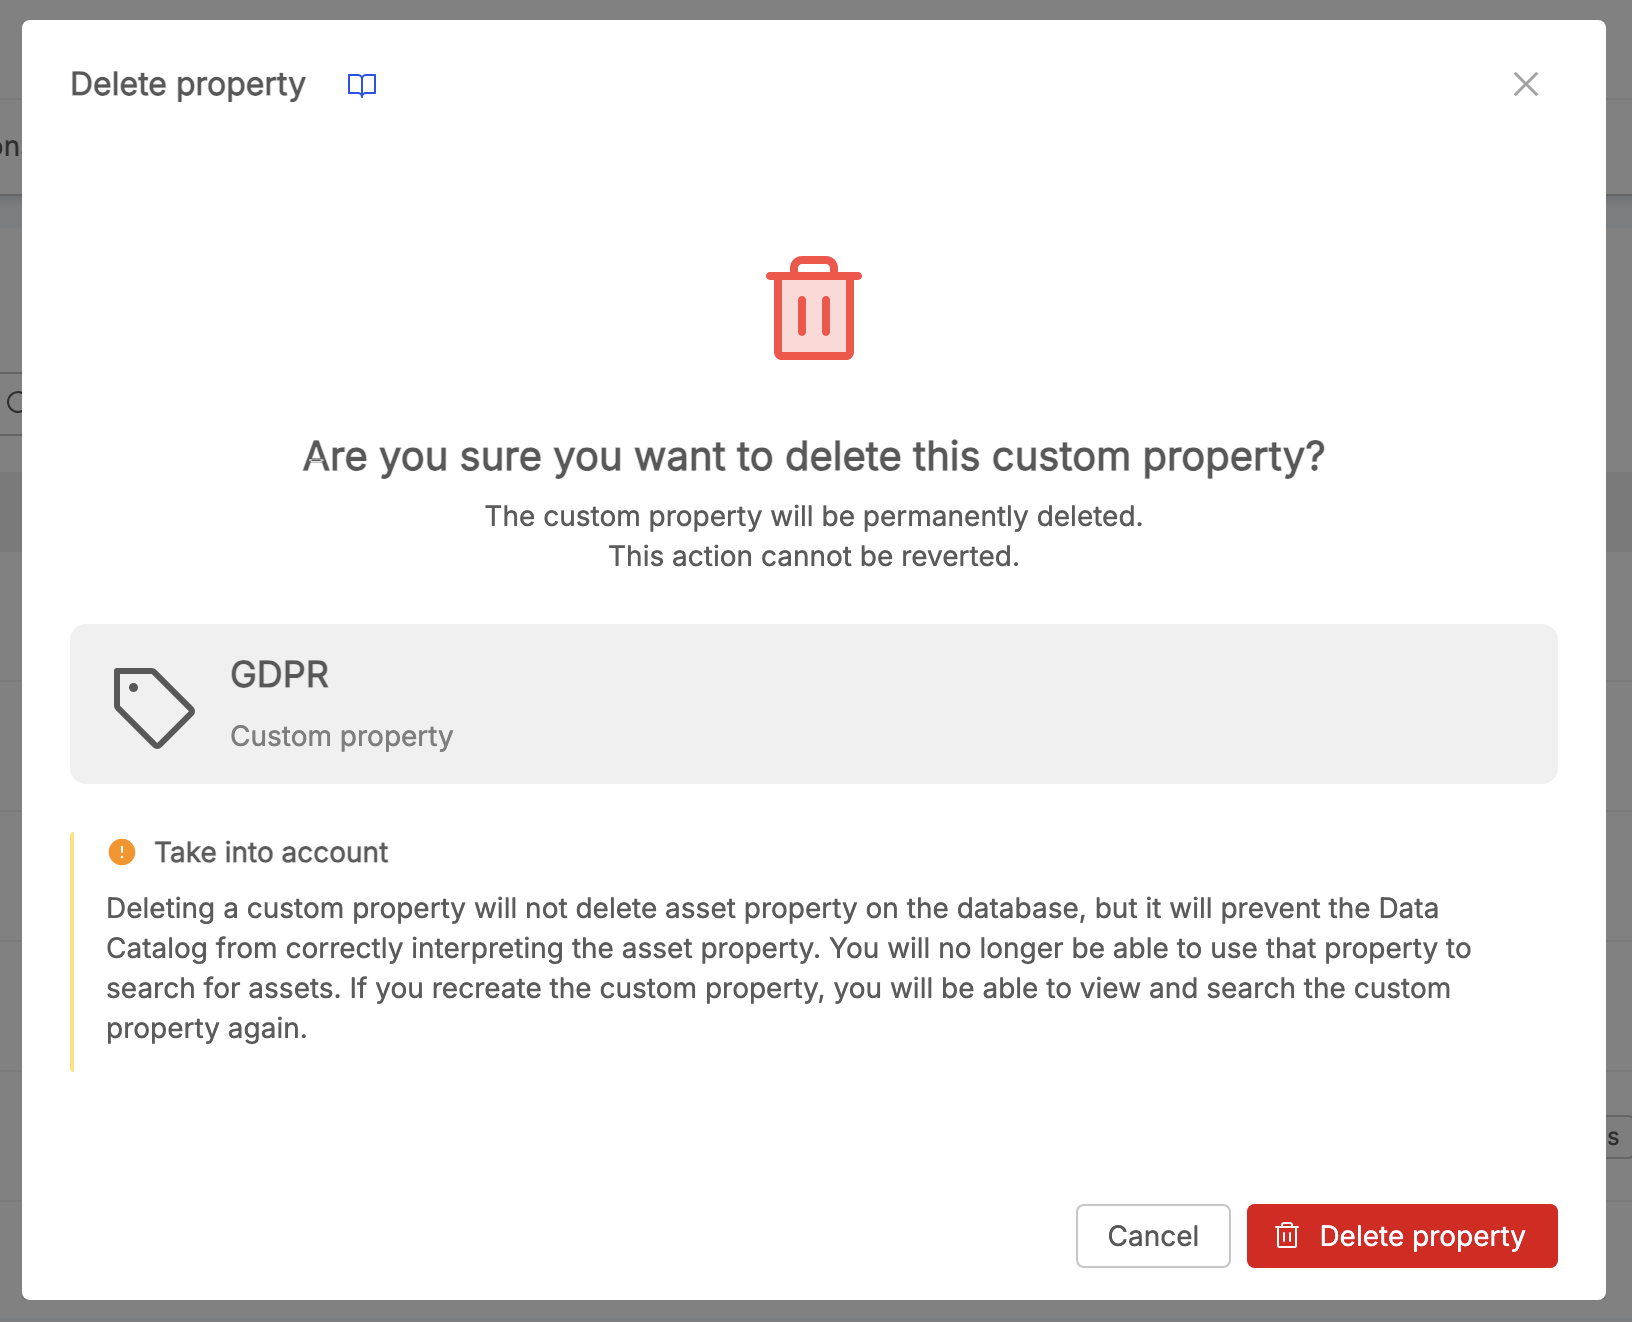 Delete property
Are you sure you want to delete this custom property?
The custom property will be permanently deleted.
This action cannot be reverted.
GDPR
Custom property
Take into account
Deleting a custom property will not delete asset property on the database, but it will prevent the Data
Catalog from correctly interpreting the asset property. You will no longer be able to use that property to
search for assets. If you recreate the custom property, you will be able to view and search the custom
property again.
Cancel
Delete property